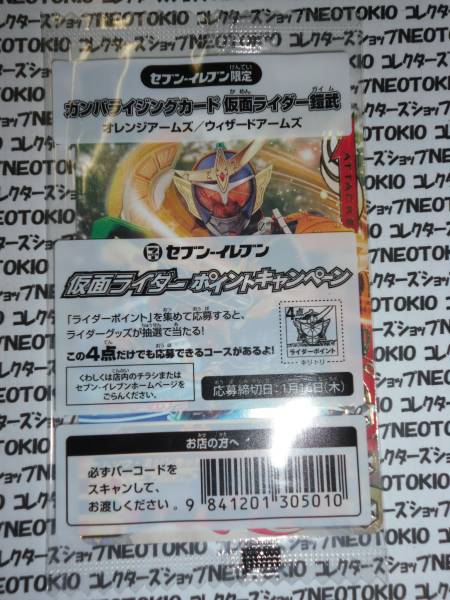 セブン-イレブン限定
ガンバライジングカード 仮面ライダー鎧武
オレンジアームズ/ウィザードアームズ
ATTACK
セブン-イレブン
仮面ライダー ポイントキャンペーン
「ライダーポイント」を集めて応募すると、
ライダーグッズが抽選で当たる!
この4点だけでも応募できるコースがあるよ!
くわしくは店内のチラシまたは
セブン-イレブンホームページを
ごらんください。
4点
ライダーポイント
キリトリ
応募締切日:1月16日(木)
お店の方へ
必ずバーコードを
スキャンして、
お渡しください。
9 841201 305010
コレクターズショップNEOTOKIO